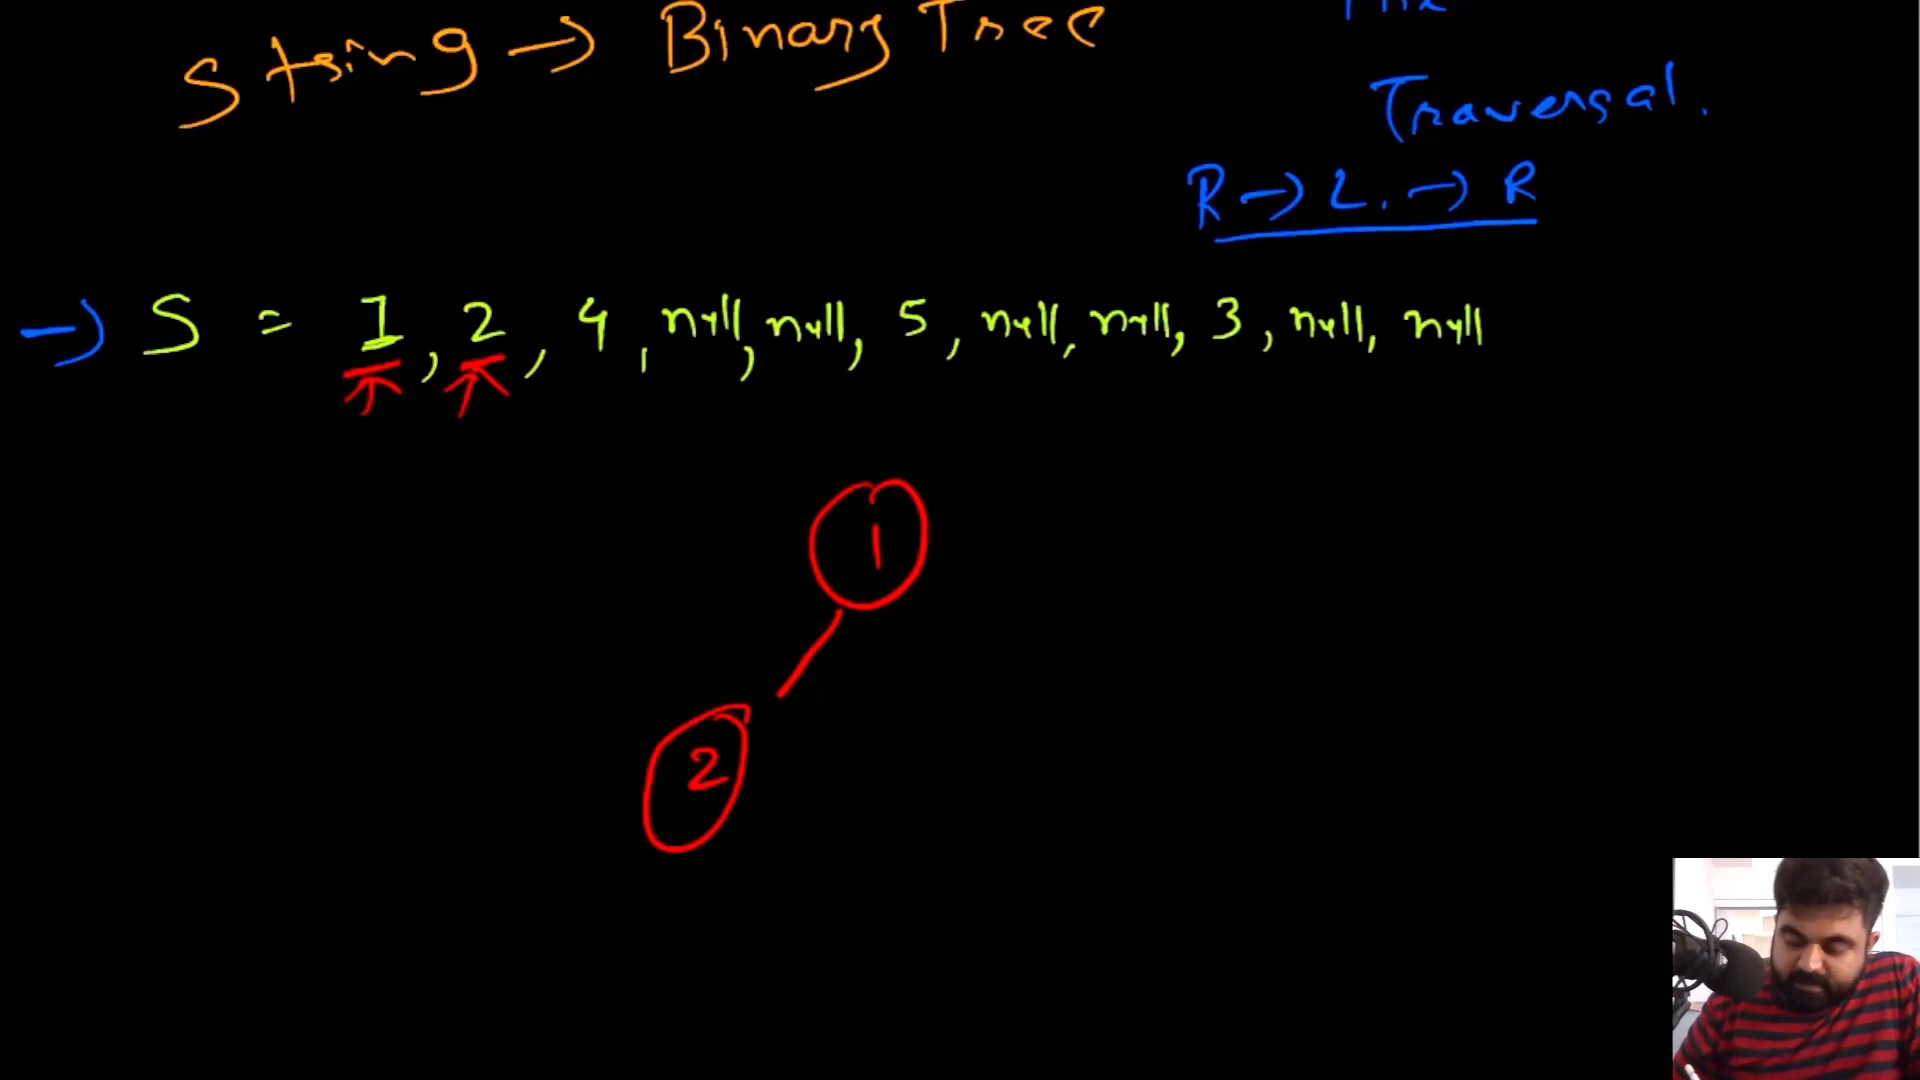 String → Binary Tree
Traversal.
R → L. → R
→ S = 1, 2, 4, null, null, 5, null, null, 3, null, null
1
2